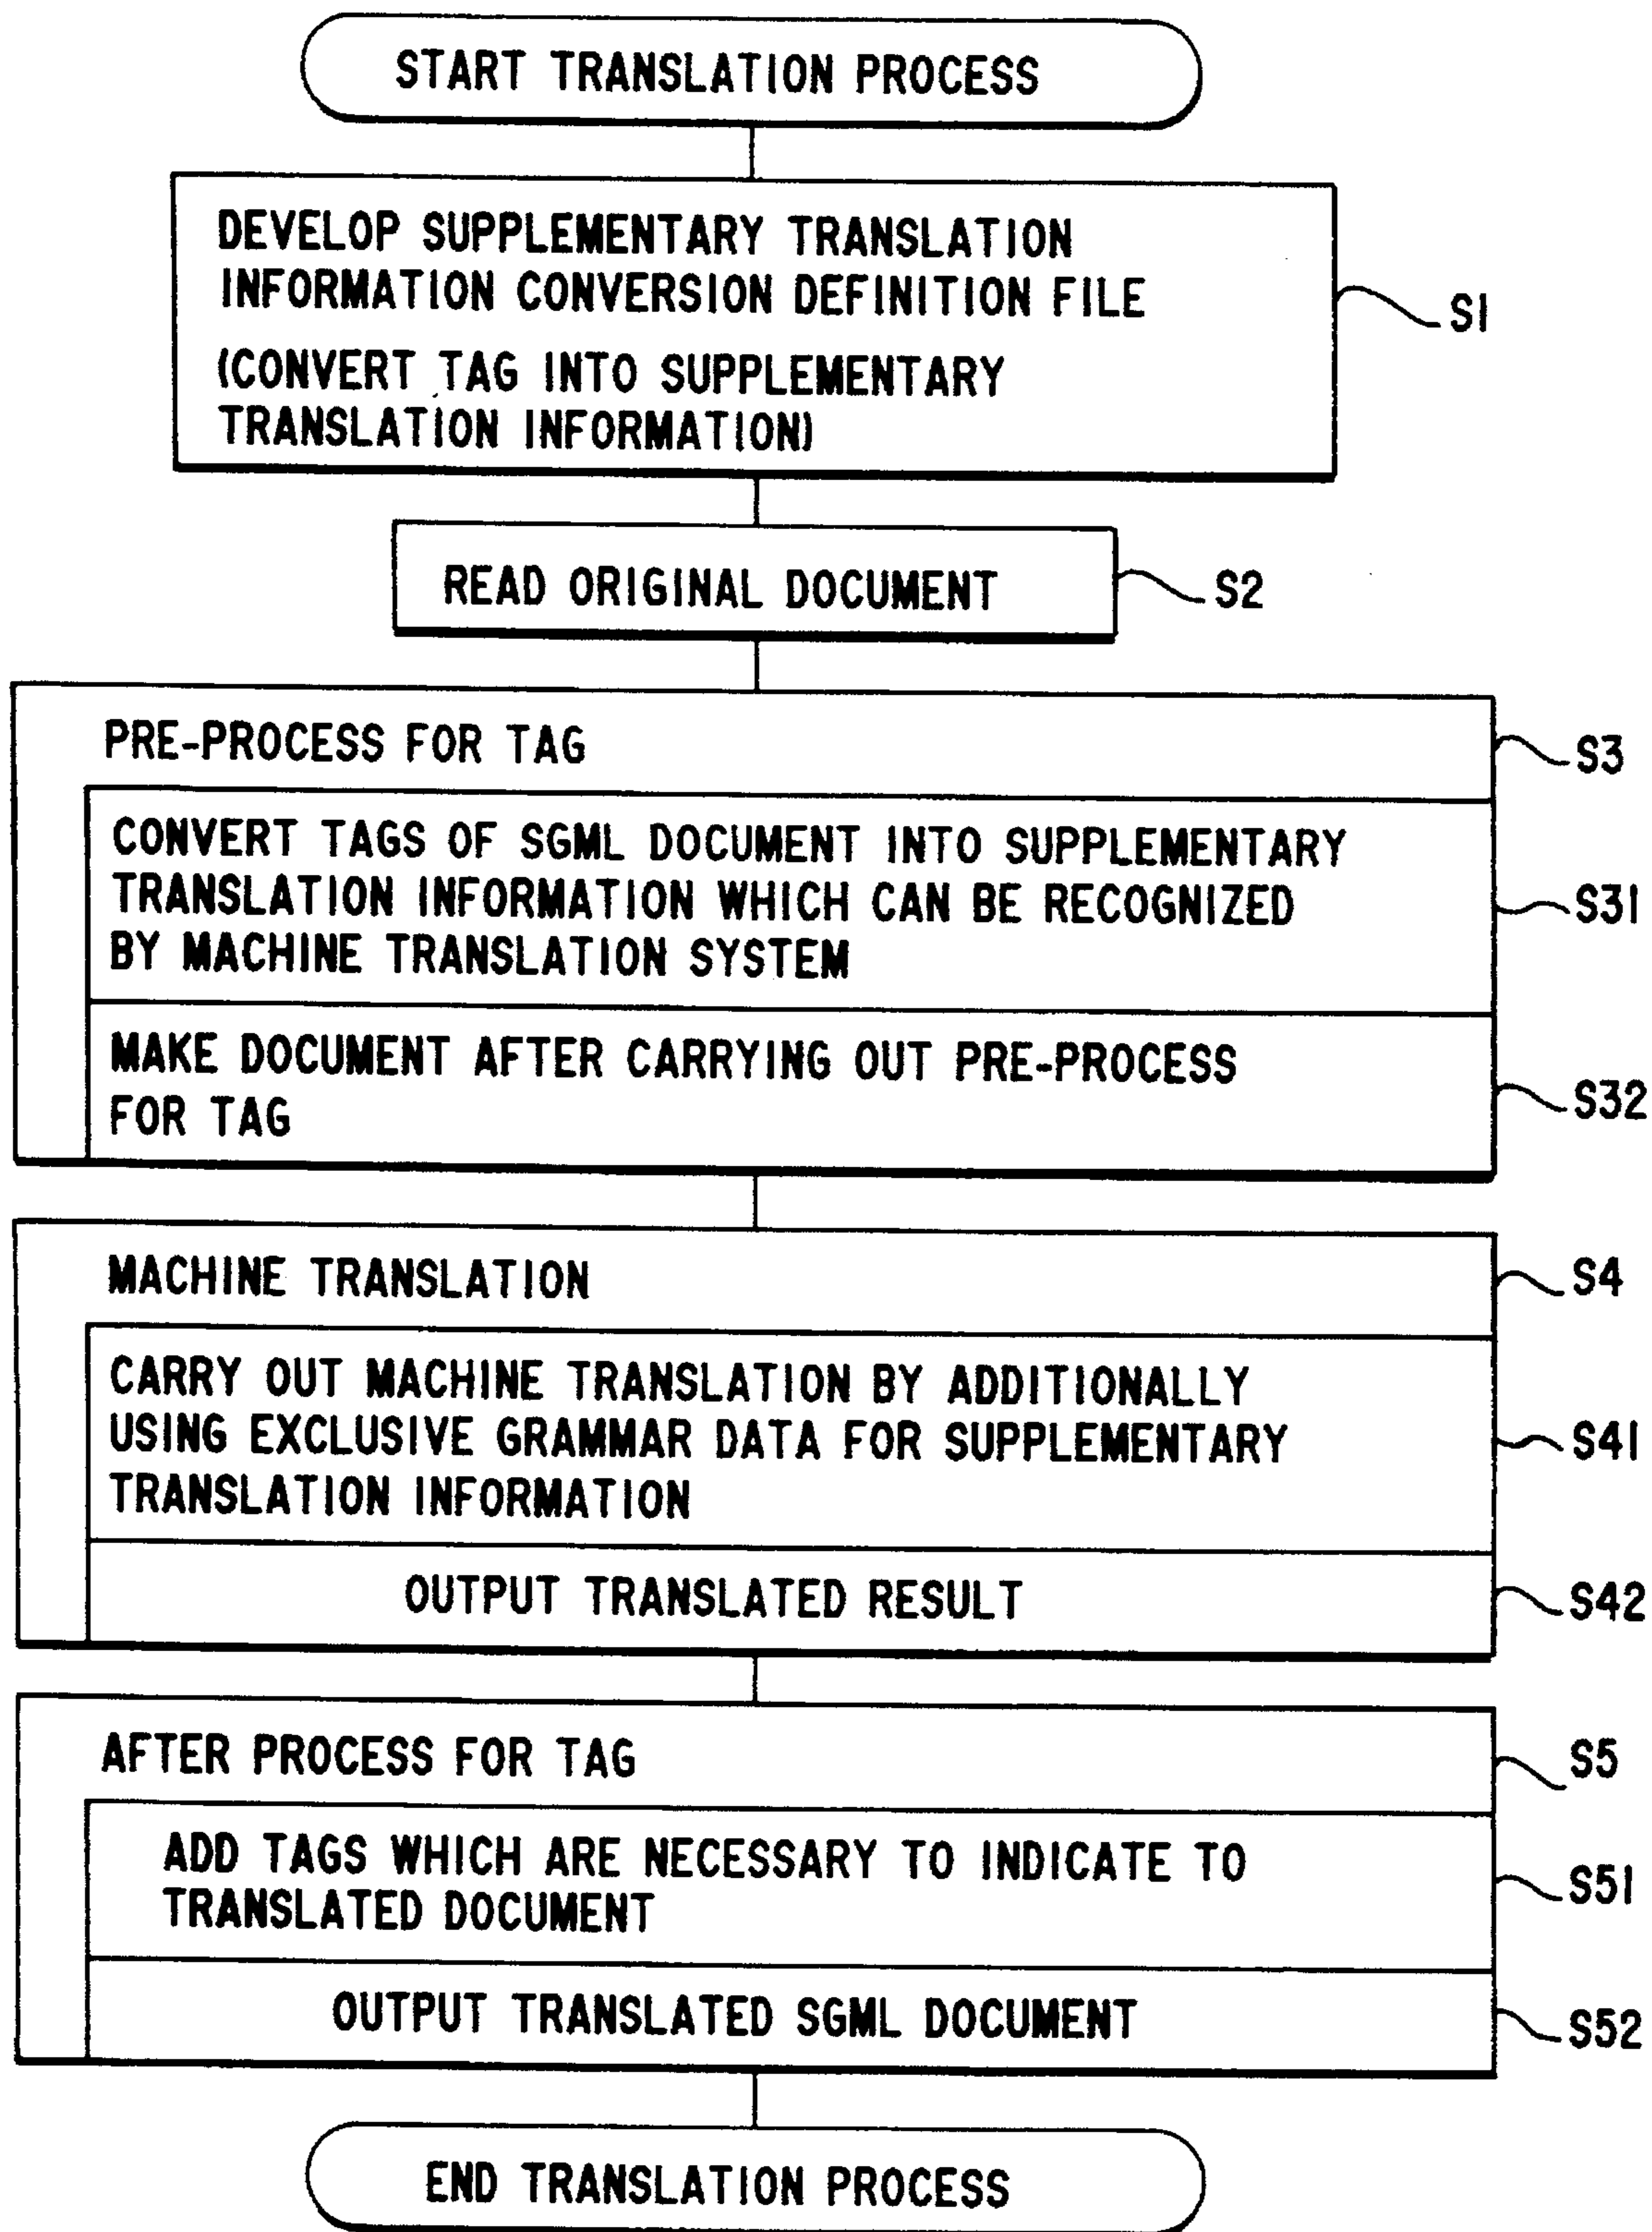 START TRANSLATION PROCESS
DEVELOP SUPPLEMENTARY TRANSLATION
INFORMATION CONVERSION DEFINITION FILE
(CONVERT TAG INTO SUPPLEMENTARY
TRANSLATION INFORMATION)
S1
READ ORIGINAL DOCUMENT
S2
PRE-PROCESS FOR TAG
S3
CONVERT TAGS OF SGML DOCUMENT INTO SUPPLEMENTARY
TRANSLATION INFORMATION WHICH CAN BE RECOGNIZED
BY MACHINE TRANSLATION SYSTEM
S31
MAKE DOCUMENT AFTER CARRYING OUT PRE-PROCESS
FOR TAG
S32
MACHINE TRANSLATION
S4
CARRY OUT MACHINE TRANSLATION BY ADDITIONALLY
USING EXCLUSIVE GRAMMAR DATA FOR SUPPLEMENTARY
TRANSLATION INFORMATION
S41
OUTPUT TRANSLATED RESULT
S42
AFTER PROCESS FOR TAG
S5
ADD TAGS WHICH ARE NECESSARY TO INDICATE TO
TRANSLATED DOCUMENT
S51
OUTPUT TRANSLATED SGML DOCUMENT
S52
END TRANSLATION PROCESS